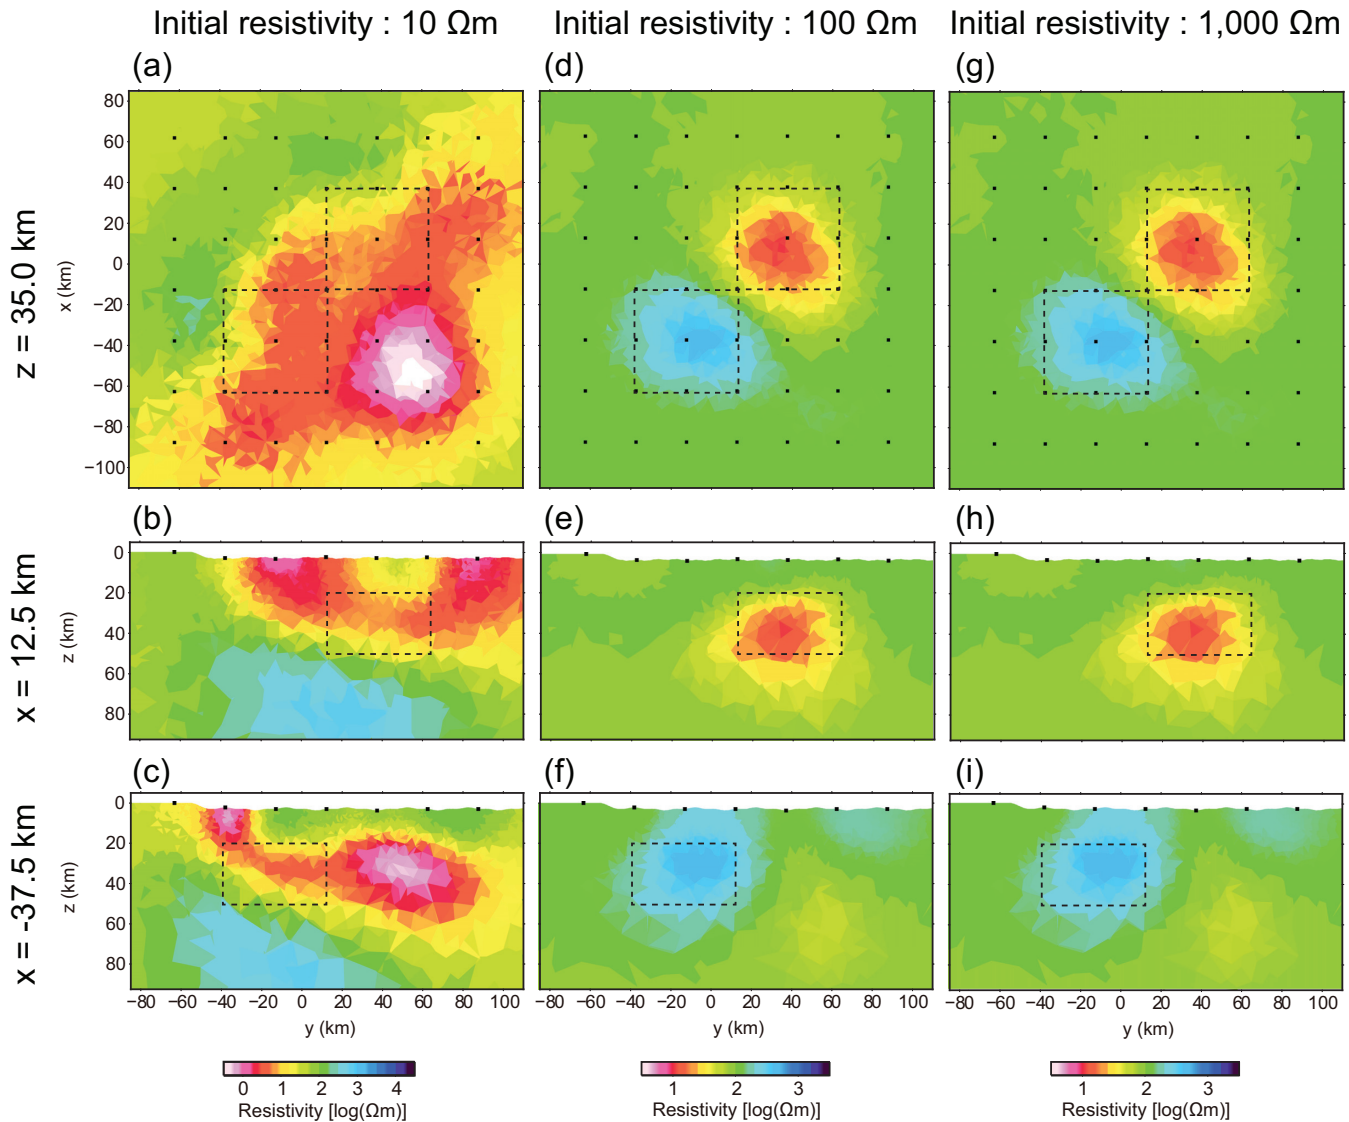 Initial resistivity : 10 Ωm Initial resistivity : 100 Ωm Initial resistivity : 1,000 Ωm
(a) (d) (g)
z = 35.0 km
x (km)
80
60
40
20
0
−20
−40
−60
−80
−100
(b) (e) (h)
x = 12.5 km
z (km)
0
20
40
60
80
(c) (f) (i)
x = -37.5 km
z (km)
0
20
40
60
80
−80 −60 −40 −20 0 20 40 60 80 100 −80 −60 −40 −20 0 20 40 60 80 100 −80 −60 −40 −20 0 20 40 60 80 100
y (km) y (km) y (km)
0 1 2 3 4 1 2 3 1 2 3
Resistivity [log(Ωm)] Resistivity [log(Ωm)] Resistivity [log(Ωm)]